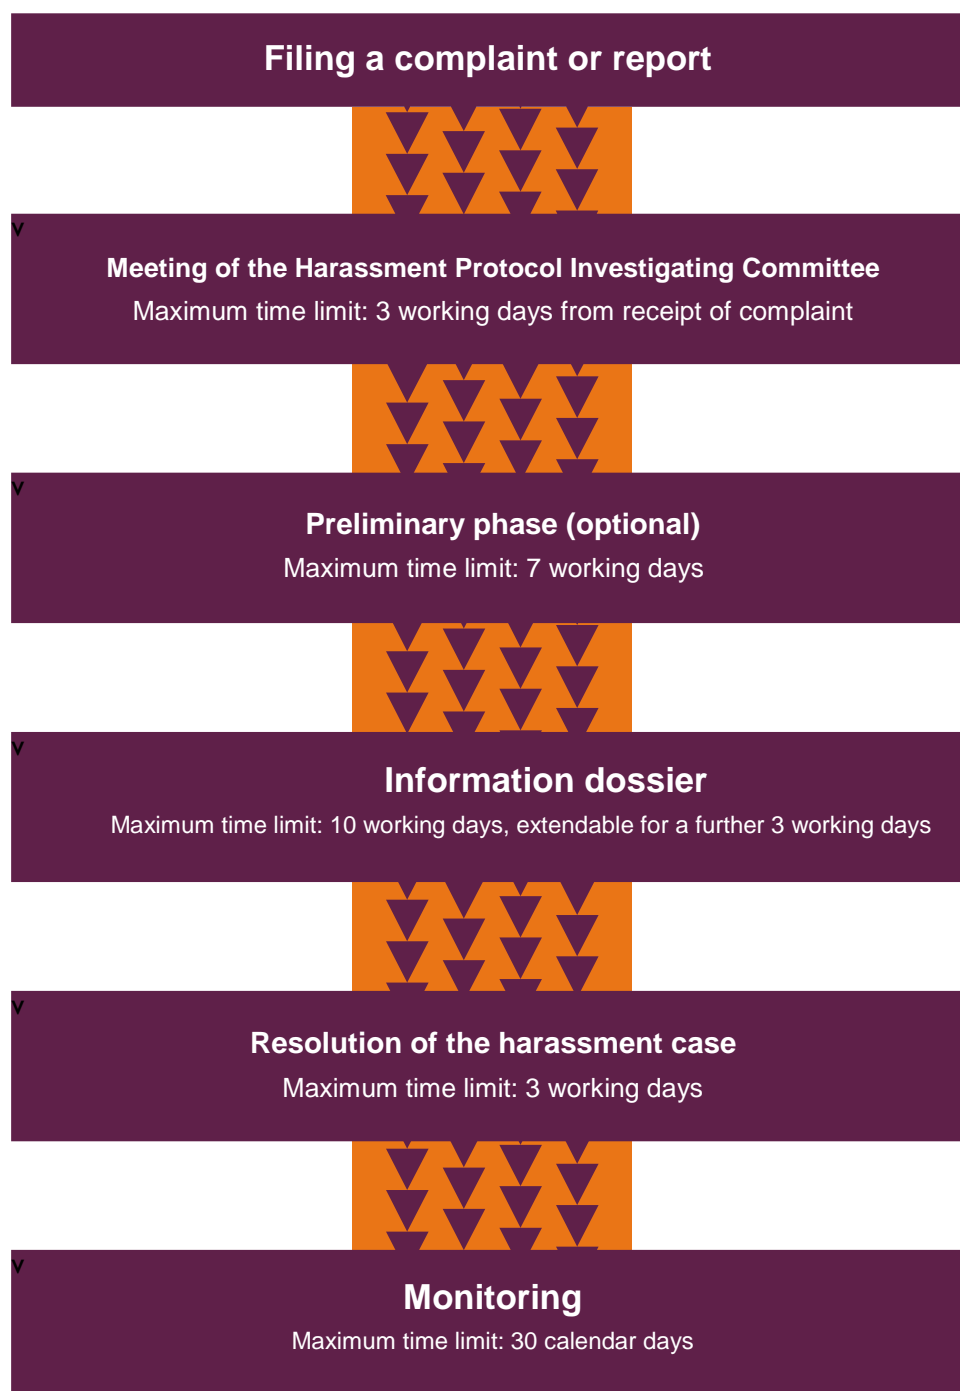 Filing a complaint or report
v
Meeting of the Harassment Protocol Investigating Committee
Maximum time limit: 3 working days from receipt of complaint
v
Preliminary phase (optional)
Maximum time limit: 7 working days
v
Information dossier
Maximum time limit: 10 working days, extendable for a further 3 working days
v
Resolution of the harassment case
Maximum time limit: 3 working days
v
Monitoring
Maximum time limit: 30 calendar days